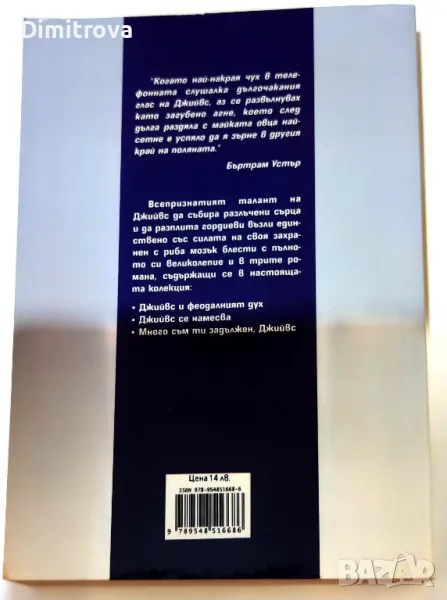 Dimitrova
"Когато най-накрая чух в теле-
фонната слушалка дългочакания
глас на Джийвс, аз се развълнувах
като загубено агне, което след
дълга раздяла с майката овца най-
сетне е успяло да я зърне в другия
край на поляната."
Бъртрам Устър
Всепризнатият талант на
Джийвс да събира разлъчени сърца
и да разплита гордиеви възли един-
ствено със силата на своя захра-
нен с риба мозък блести с пълно-
то си великолепие и в трите ро-
мана, съдържащи се в настояща-
та колекция:
• Джийвс и феодалният дух
• Джийвс се намесва
• Много съм ти задължен, Джийвс
Цена 14 лв.
ISBN 978-954851668-6
9 789548 516686
BAZAR